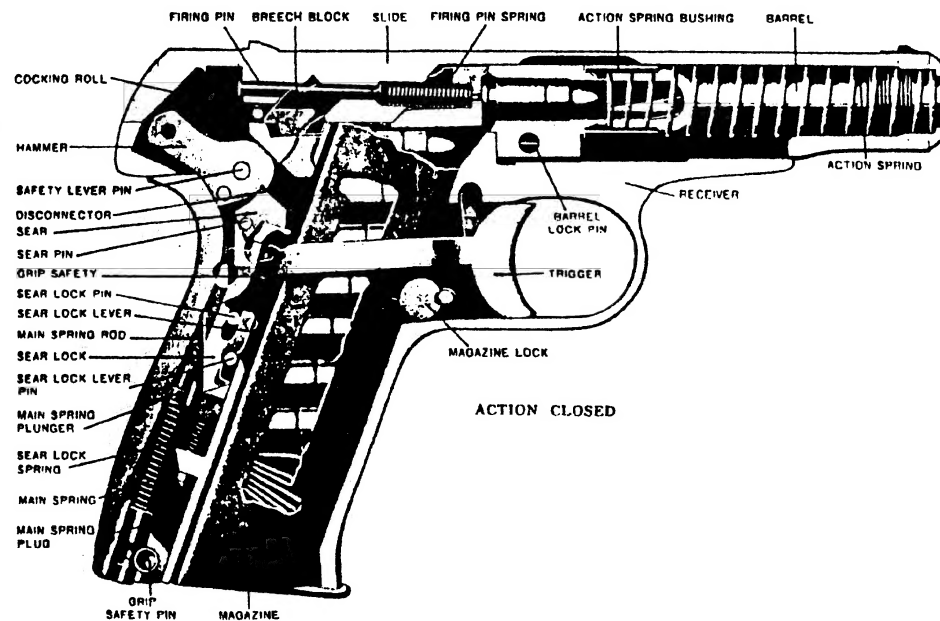 FIRING PIN BREECH BLOCK SLIDE FIRING PIN SPRING ACTION SPRING BUSHING BARREL
COCKING ROLL
HAMMER
ACTION SPRING
SAFETY LEVER PIN
RECEIVER
DISCONNECTOR
BARREL
LOCK PIN
SEAR
SEAR PIN
GRIP SAFETY
TRIGGER
SEAR LOCK PIN
SEAR LOCK LEVER
MAIN SPRING ROD
MAGAZINE LOCK
SEAR LOCK
SEAR LOCK LEVER
PIN
ACTION CLOSED
MAIN SPRING
PLUNGER
SEAR LOCK
SPRING
MAIN SPRING
MAIN SPRING
PLUG
GRIP
SAFETY PIN
MAGAZINE